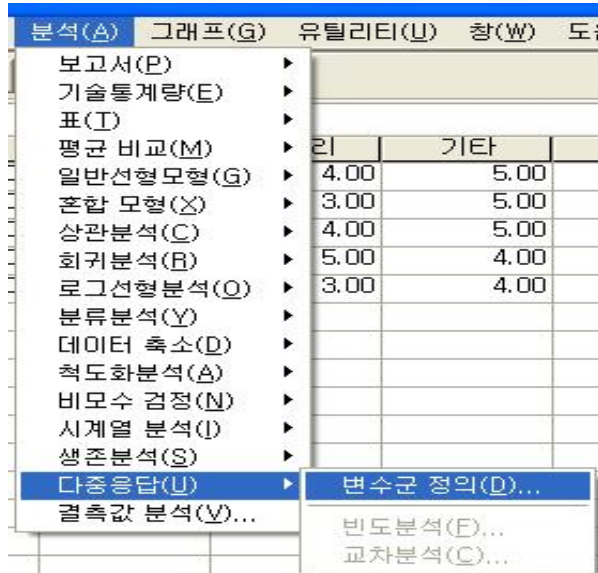 분석(A) 그래프(G) 유틸리티(U) 창(W)
보고서(P)
기술통계량(E)
표(T)
평균 비교(M)
일반선형모형(G)
혼합 모형(X)
상관분석(C)
회귀분석(R)
로그선형분석(O)
분류분석(Y)
데이터 축소(D)
척도화분석(A)
비모수 검정(N)
시계열 분석(I)
생존분석(S)
다중응답(U)
결측값 분석(V)...
변수군 정의(D)...
빈도분석(F)...
교차분석(C)...
리 기타
4.00 5.00
3.00 5.00
4.00 5.00
5.00 4.00
3.00 4.00